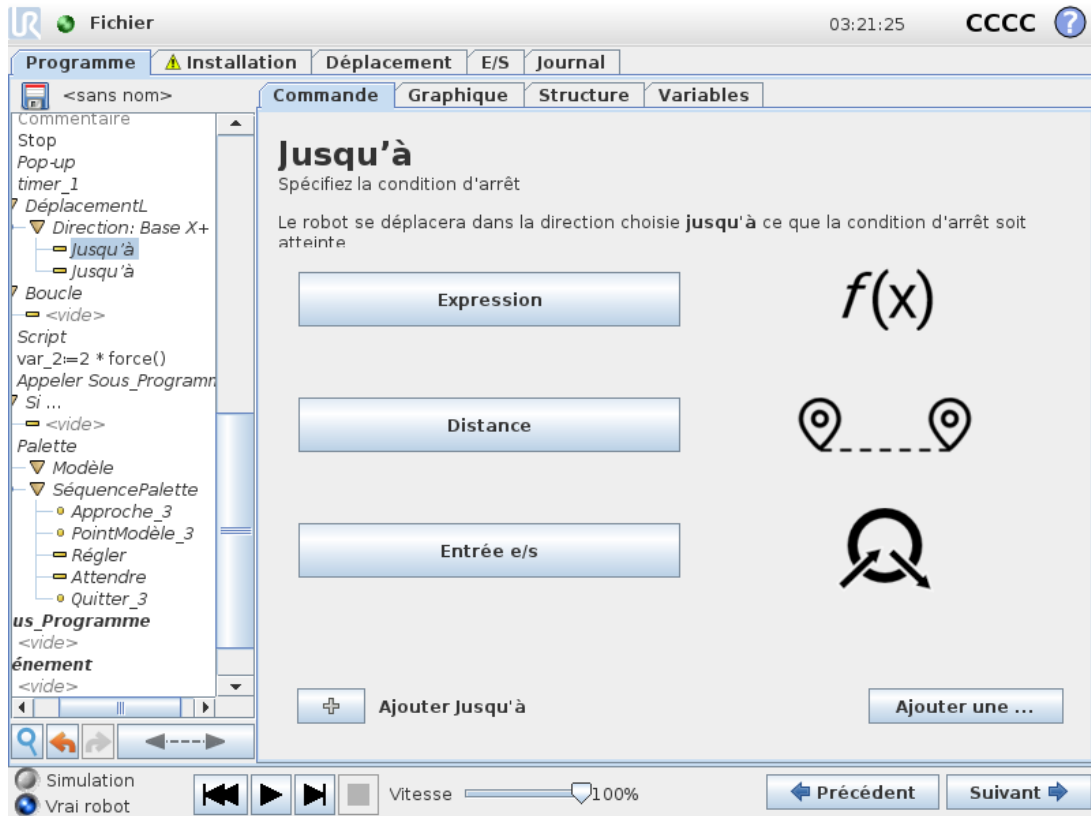 UR Fichier 03:21:25 CCCC ?
Programme Installation Déplacement E/S Journal
<sans nom> Commande Graphique Structure Variables
Commentaire
Stop
Pop-up
timer_1
DéplacementL
Direction: Base X+
Jusqu'à
Jusqu'à
Boucle
<vide>
Script
var_2:=2 * force()
Appeler Sous_Programm
Si ...
<vide>
Palette
Modèle
SéquencePalette
Approche_3
PointModèle_3
Régler
Attendre
Quitter_3
us_Programme
<vide>
énement
<vide>
Jusqu'à
Spécifiez la condition d'arrêt
Le robot se déplacera dans la direction choisie jusqu'à ce que la condition d'arrêt soit
atteinte
Expression f(x)
Distance
Entrée e/s
Ajouter Jusqu'à Ajouter une ...
Simulation
Vrai robot
Vitesse 100% Précédent Suivant